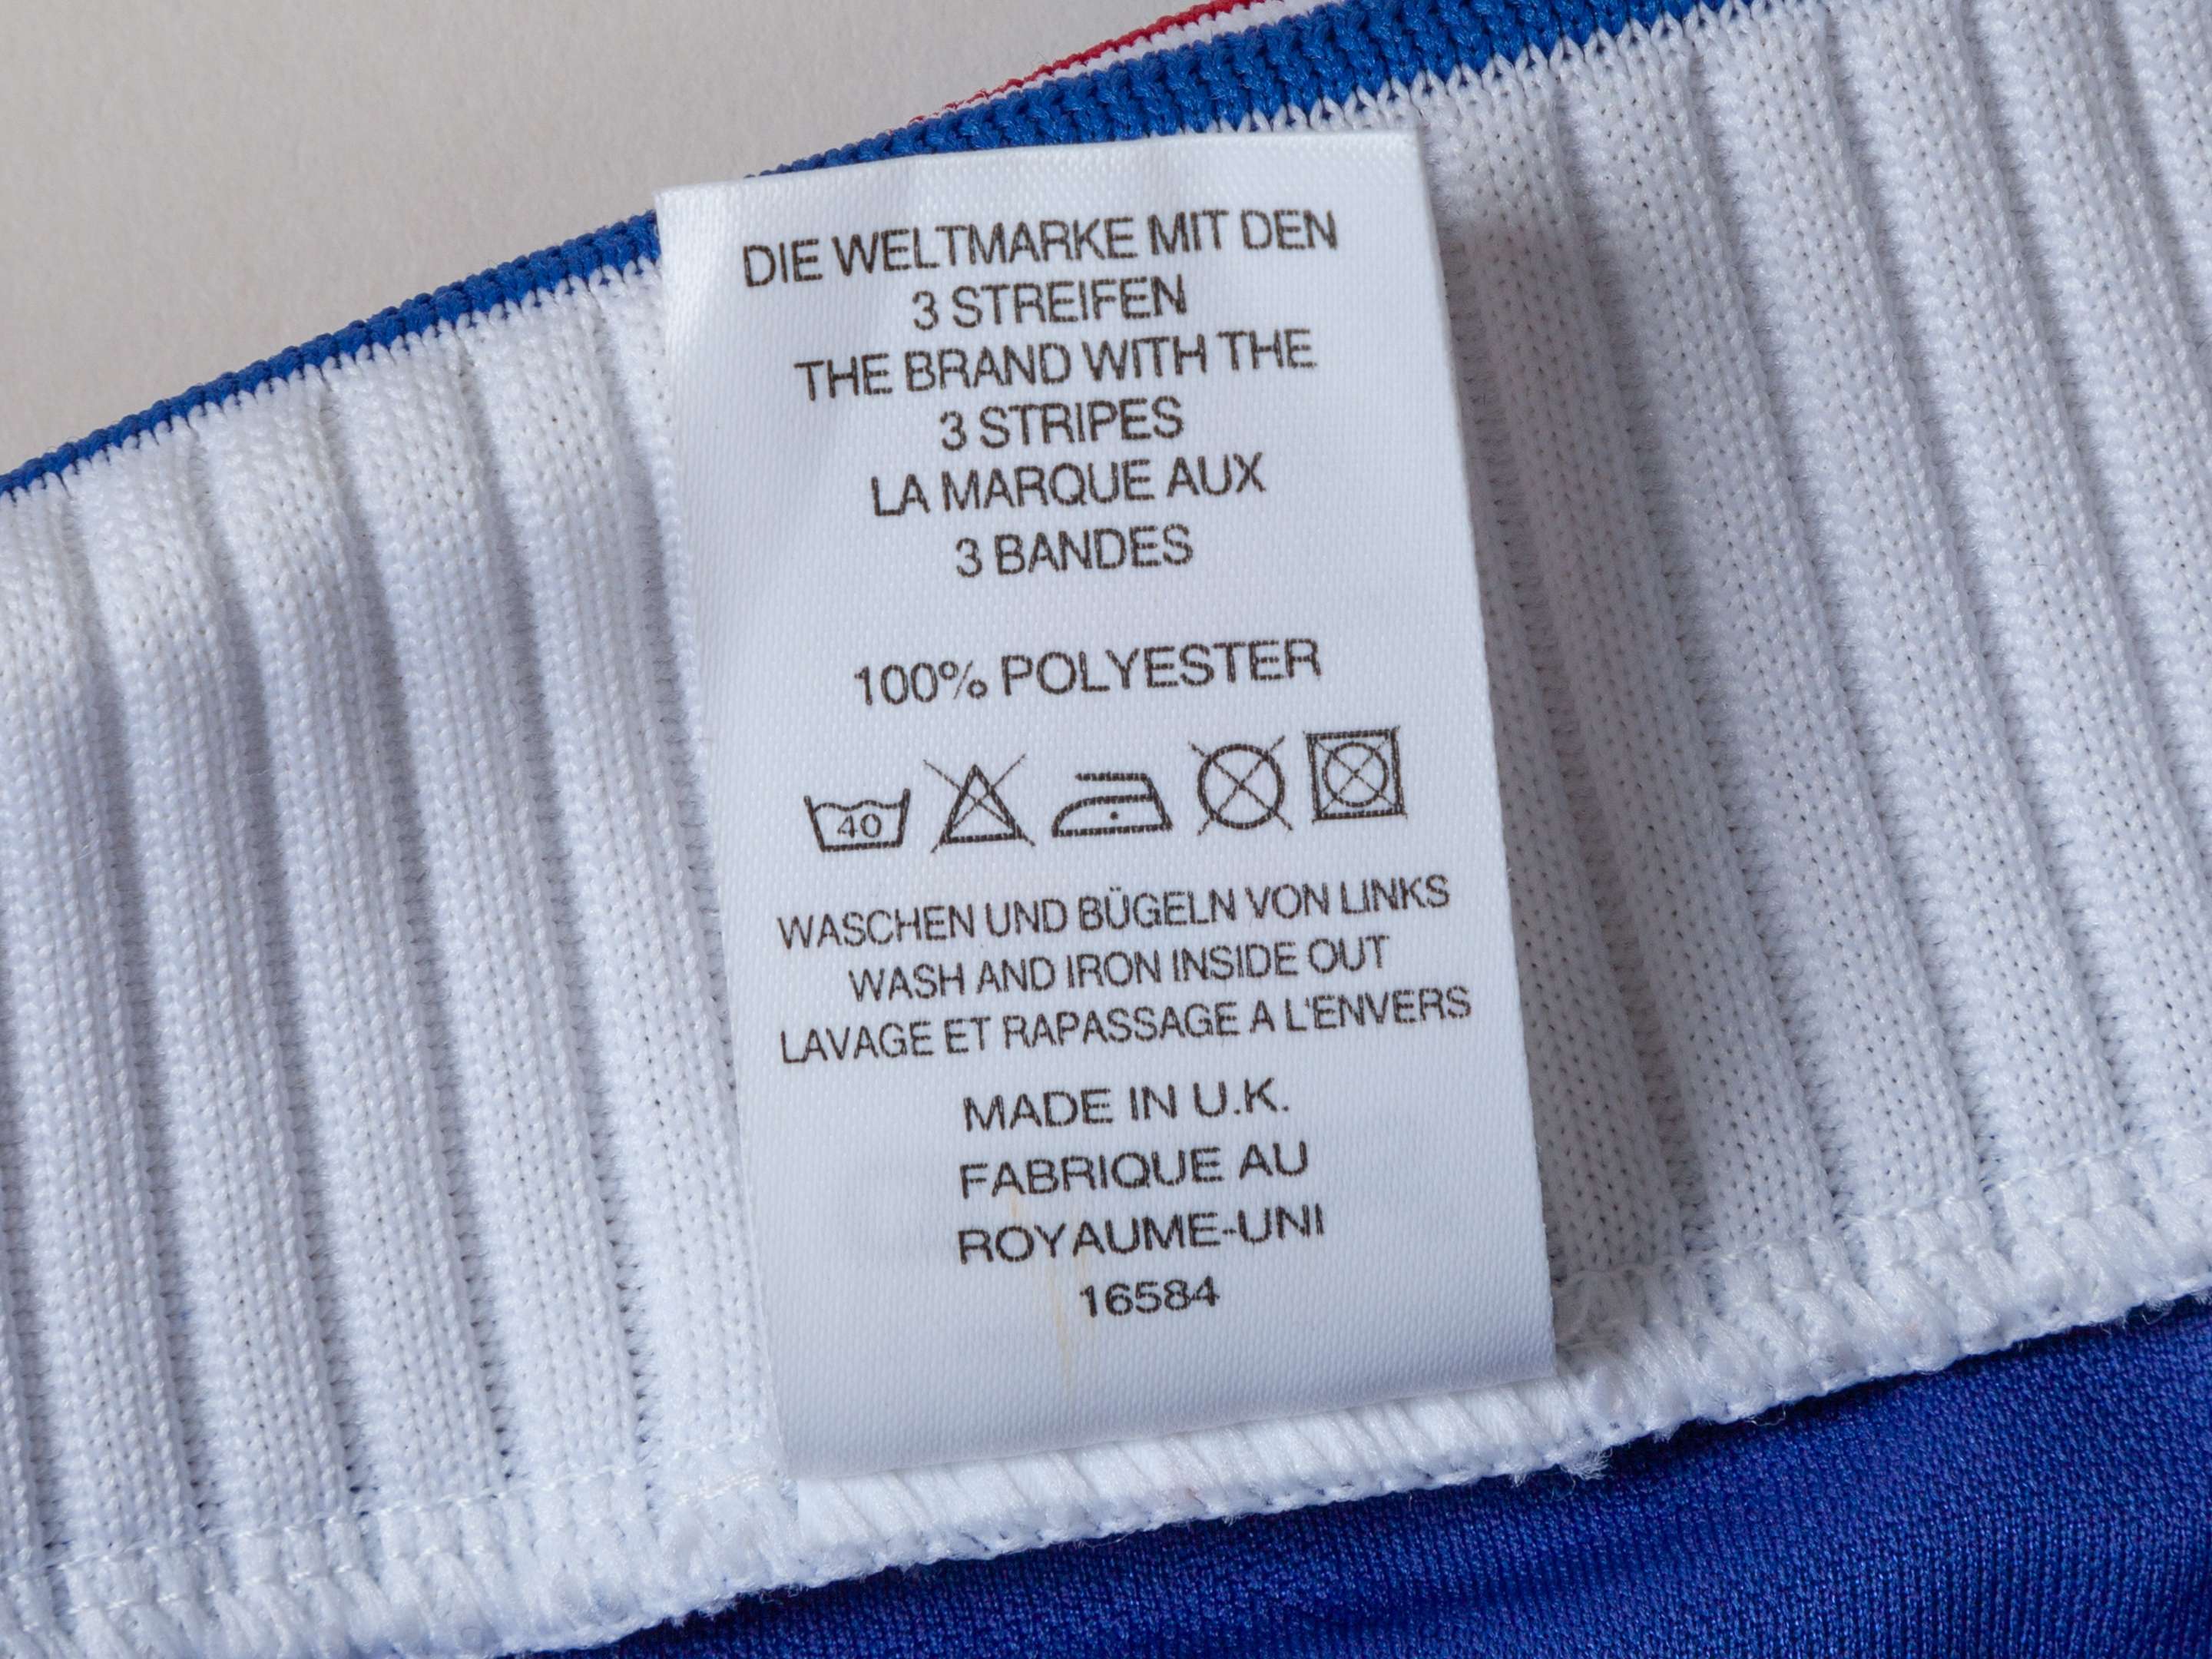 DIE WELTMARKE MIT DEN
3 STREIFEN
THE BRAND WITH THE
3 STRIPES
LA MARQUE AUX
3 BANDES
100% POLYESTER
40
WASCHEN UND BÜGELN VON LINKS
WASH AND IRON INSIDE OUT
LAVAGE ET RAPASSAGE A L'ENVERS
MADE IN U.K.
FABRIQUE AU
ROYAUME-UNI
16584